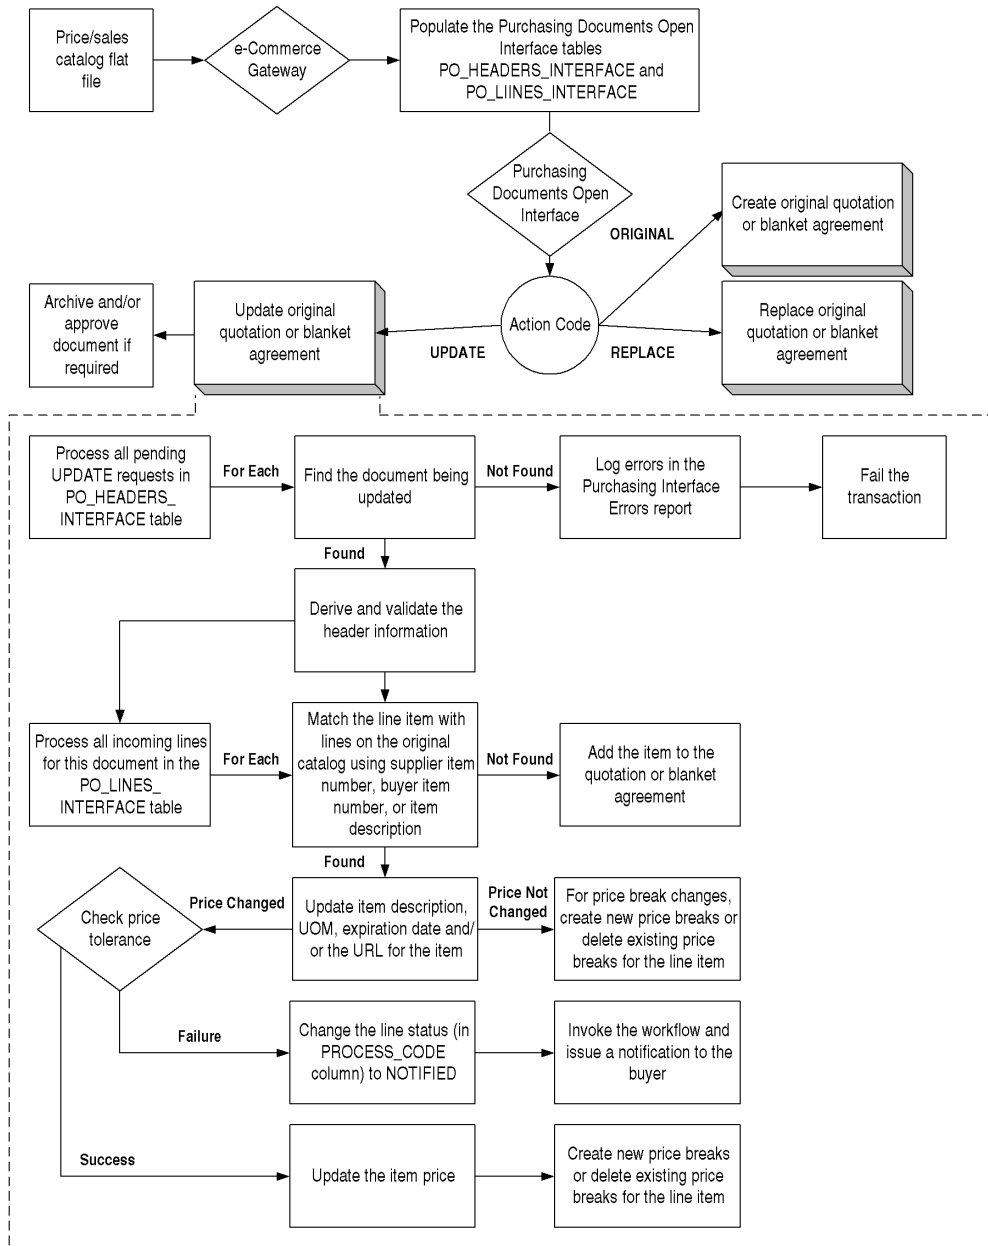 Price/sales
catalog flat
file
e-Commerce
Gateway
Populate the Purchasing Documents Open
Interface tables
PO_HEADERS_INTERFACE and
PO_LIINES_INTERFACE
Purchasing
Documents Open
Interface
ORIGINAL
Create original quotation
or blanket agreement
Archive and/or
approve
document if
required
Update original
quotation or blanket
agreement
UPDATE
Action Code
REPLACE
Replace original
quotation or blanket
agreement
Process all pending
UPDATE requests in
PO_HEADERS_
INTERFACE table
For Each
Find the document being
updated
Not Found
Log errors in the
Purchasing Interface
Errors report
Fail the
transaction
Found
Derive and validate the
header information
Process all incoming lines
for this document in the
PO_LINES_
INTERFACE table
For Each
Match the line item with
lines on the original
catalog using supplier item
number, buyer item
number, or item
description
Not Found
Add the item to the
quotation or blanket
agreement
Found
Check price
tolerance
Price Changed
Update item description,
UOM, expiration date and/
or the URL for the item
Price Not
Changed
For price break changes,
create new price breaks or
delete existing price
breaks for the line item
Failure
Change the line status (in
PROCESS_CODE
column) to NOTIFIED
Invoke the workflow and
issue a notification to the
buyer
Success
Update the item price
Create new price breaks
or delete existing price
breaks for the line item